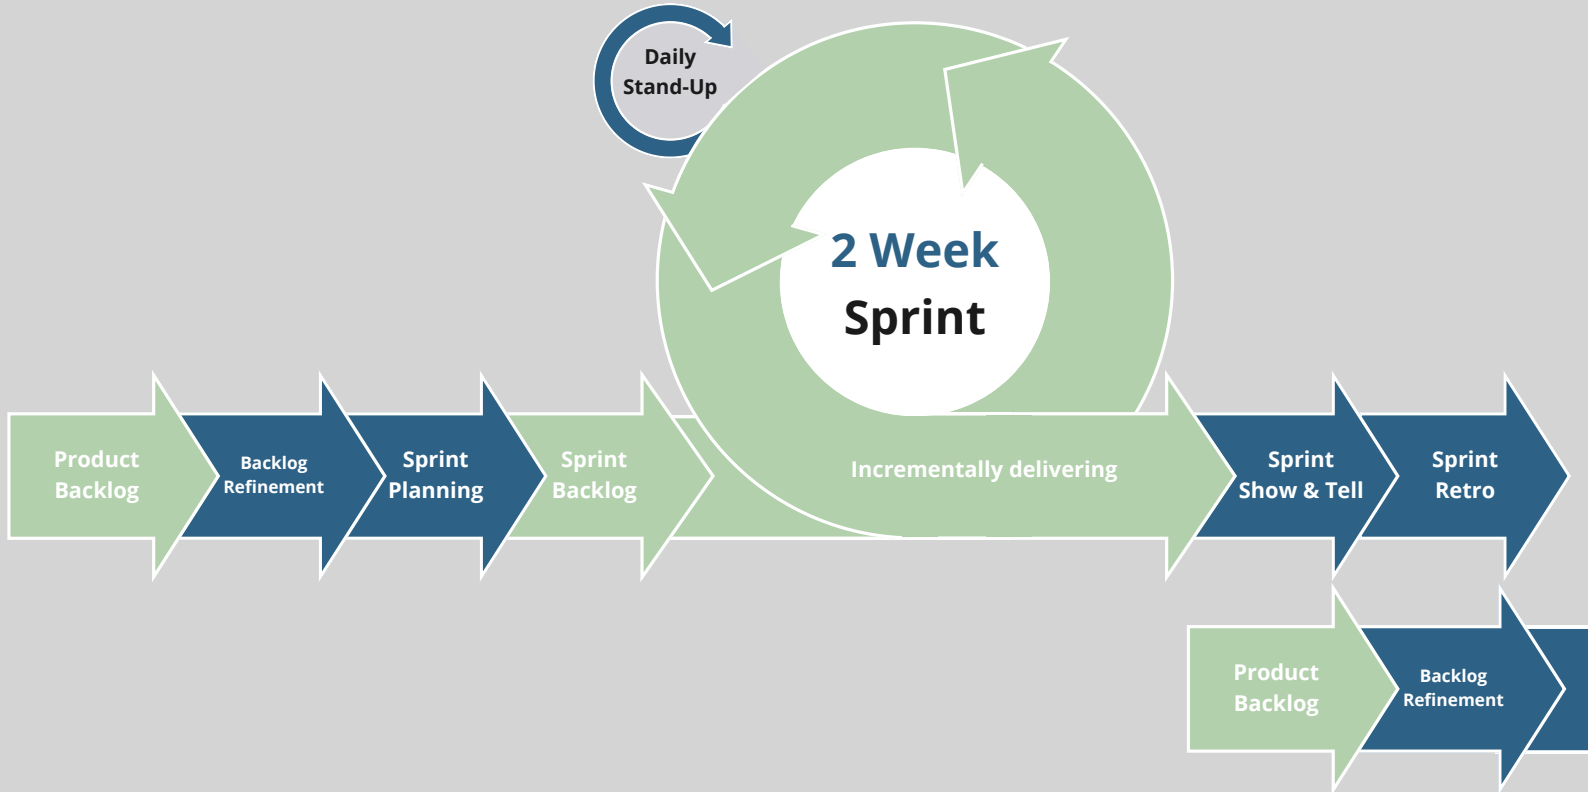 Daily
Stand-Up
2 Week
Sprint
Product
Backlog
Backlog
Refinement
Sprint
Planning
Sprint
Backlog
Incrementally delivering
Sprint
Show & Tell
Sprint
Retro
Product
Backlog
Backlog
Refinement